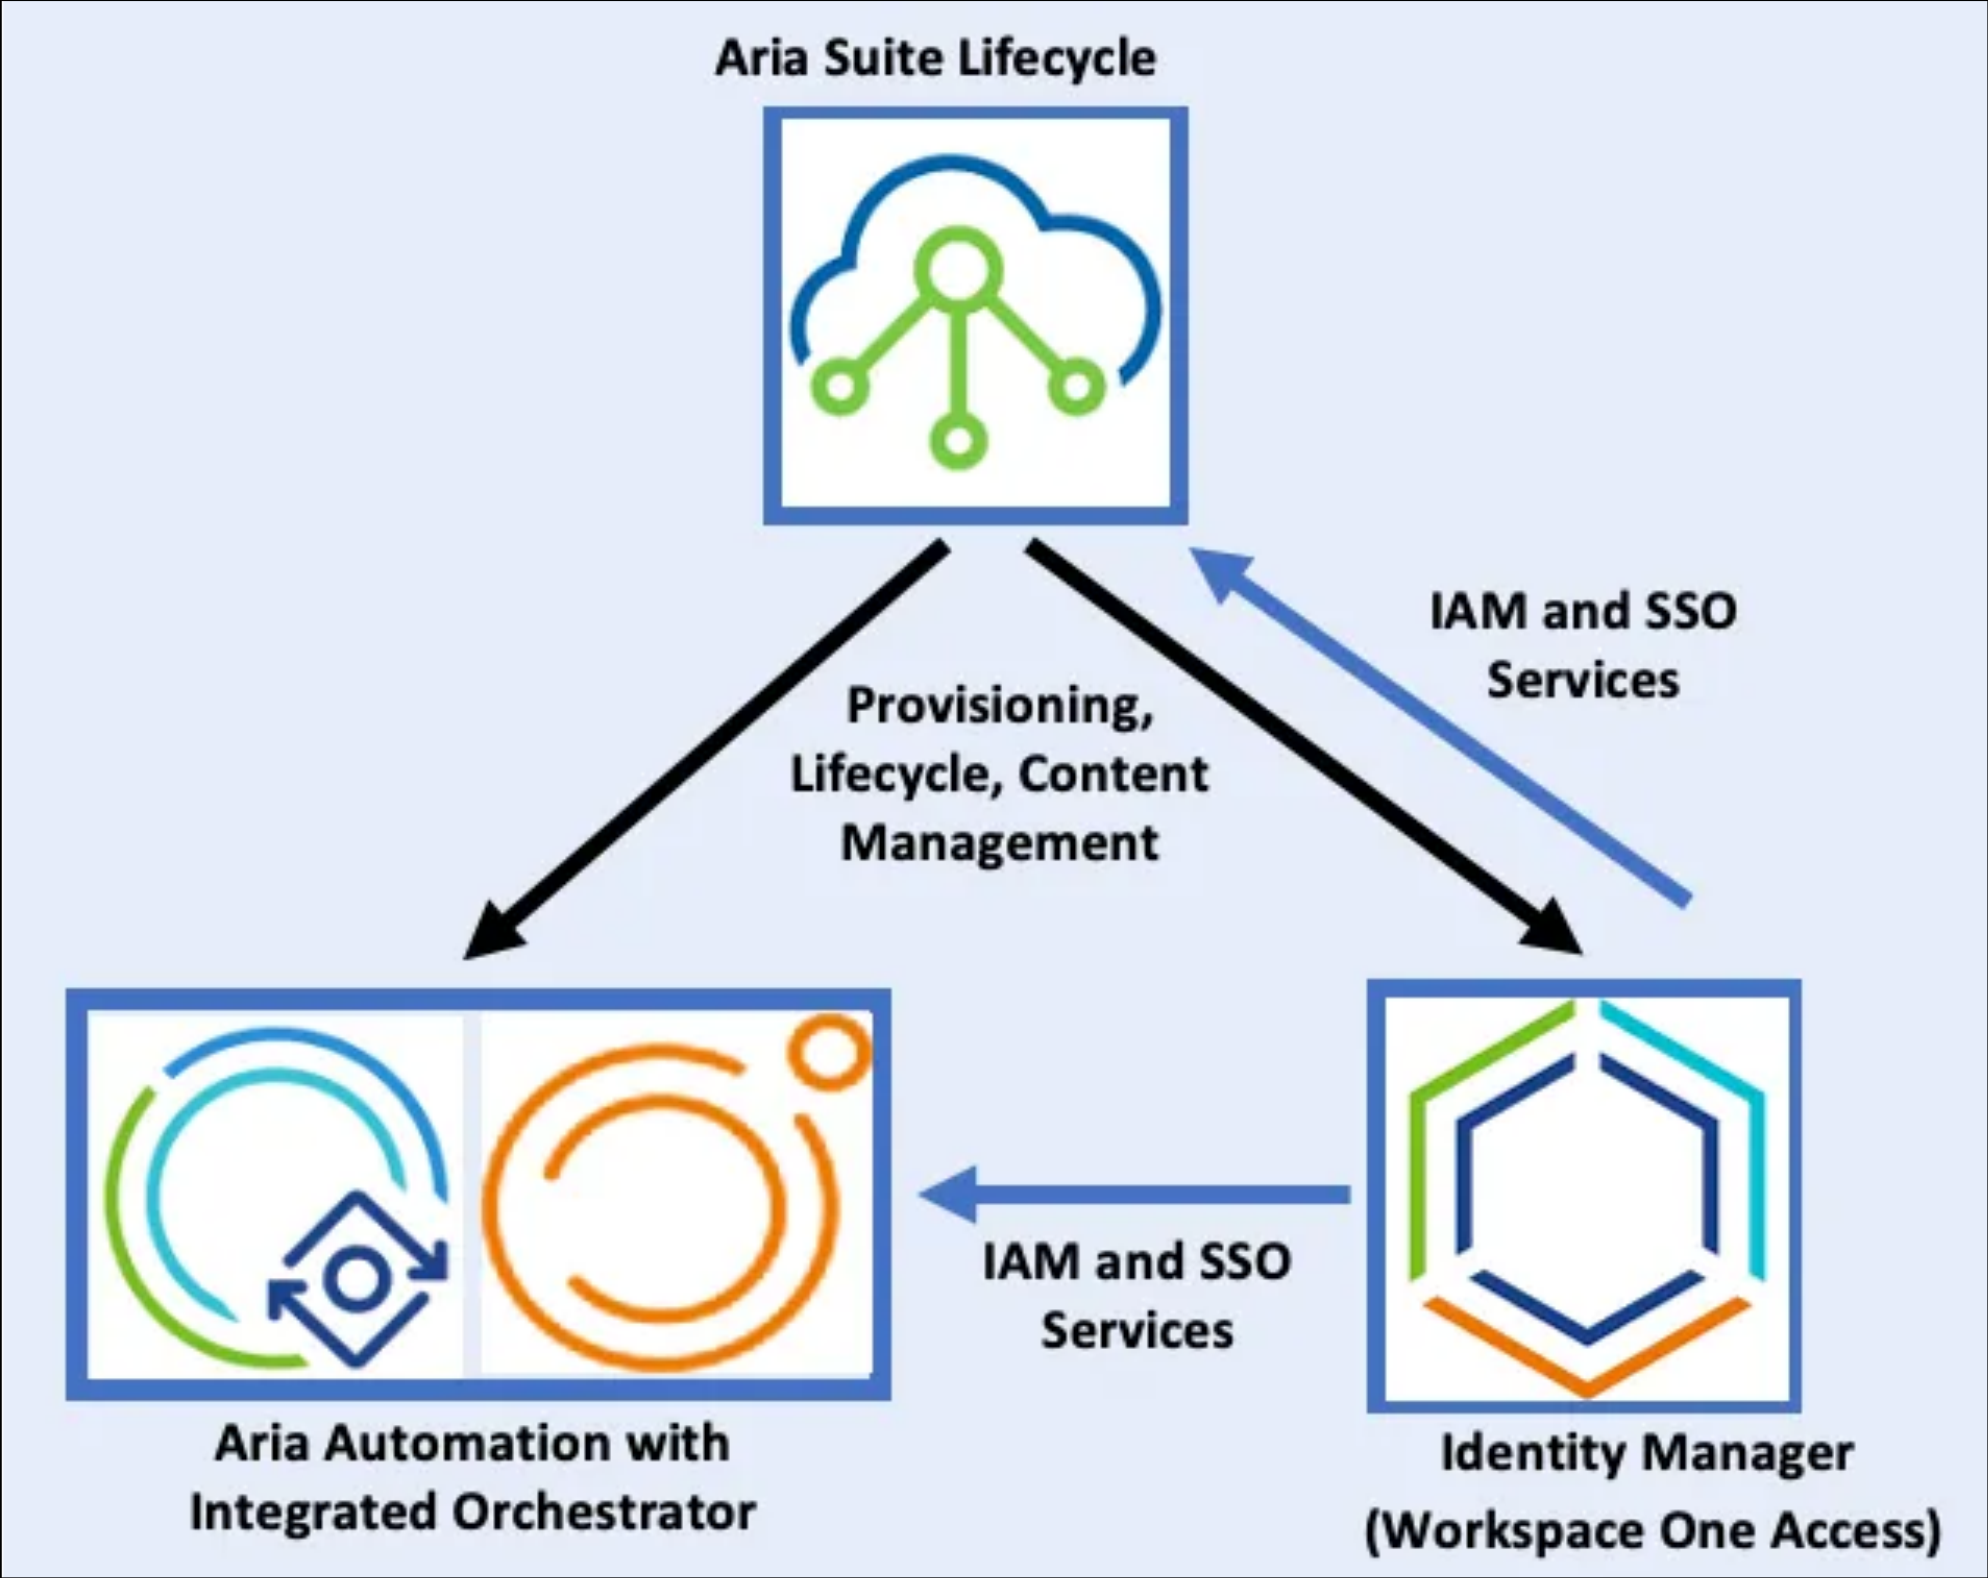 Aria Suite Lifecycle
IAM and SSO
Services
Provisioning,
Lifecycle, Content
Management
IAM and SSO
Services
Aria Automation with
Integrated Orchestrator
Identity Manager
(Workspace One Access)